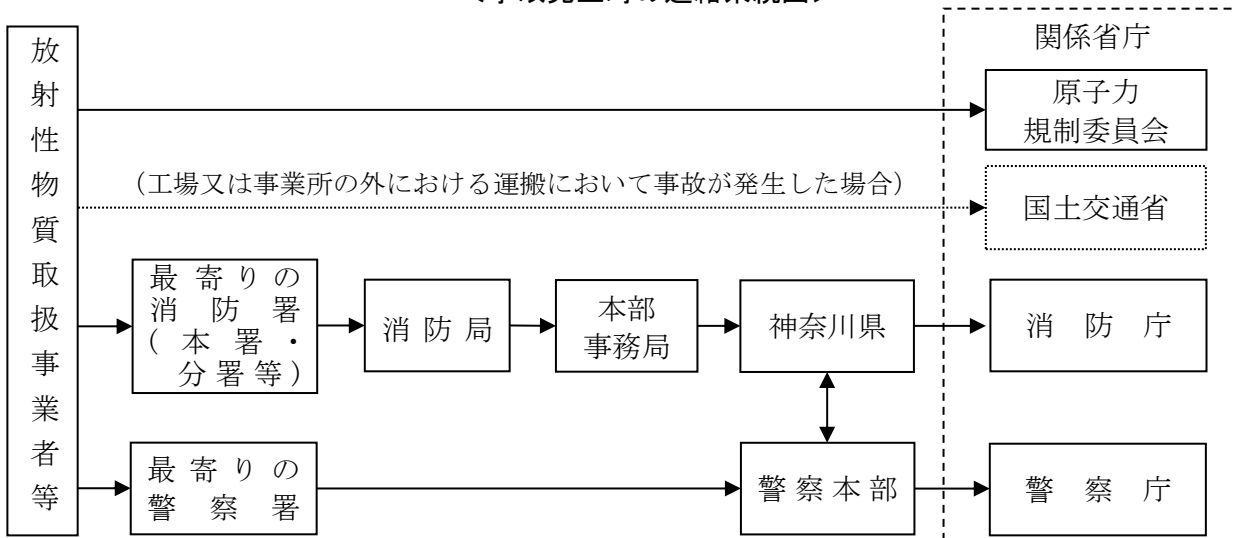 関係省庁
放射性物質取扱事業者等
原子力
規制委員会
（工場又は事業所の外における運搬において事故が発生した場合）
国土交通省
最寄りの
消防署
（本署・
分署等）
消防局
本部
事務局
神奈川県
消防庁
最寄りの
警察署
警察本部
警察庁